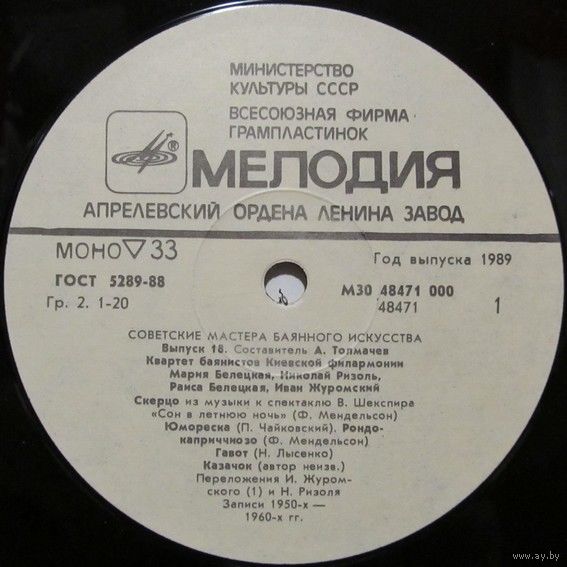 МИНИСТЕРСТВО
КУЛЬТУРЫ СССР
ВСЕСОЮЗНАЯ ФИРМА
ГРАМПЛАСТИНОК
®
МЕЛОДИЯ
АПРЕЛЕВСКИЙ ОРДЕНА ЛЕНИНА ЗАВОД
МОНО ▽ 33
Год выпуска 1989
ГОСТ 5289-88
М30 48471 000
Гр. 2. 1-20
48471
1
СОВЕТСКИЕ МАСТЕРА БАЯННОГО ИСКУССТВА
Выпуск 18. Составитель А. Толмачев
Квартет баянистов Киевской филармонии
Мария Белецкая, Николай Ризоль,
Раиса Белецкая, Иван Журомский
Скерцо из музыки к спектаклю В. Шекспира
«Сон в летнюю ночь» (Ф. Мендельсон)
Юмореска (П. Чайковский). Рондо-
каприччиозо (Ф. Мендельсон)
Гавот (Н. Лысенко)
Казачок (автор неизв.)
Переложения И. Журом-
ского (1) и Н. Ризоля
Записи 1950-х —
1960-х гг.
www.ay.by